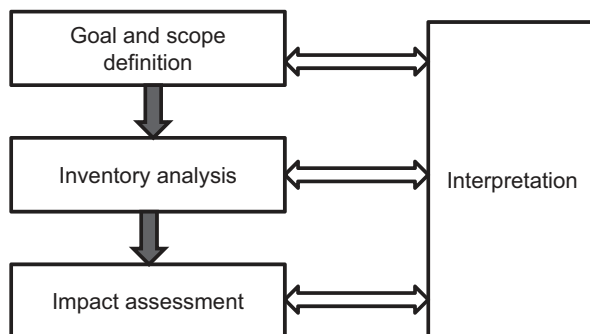 Goal and scope
definition
Inventory analysis
Interpretation
Impact assessment